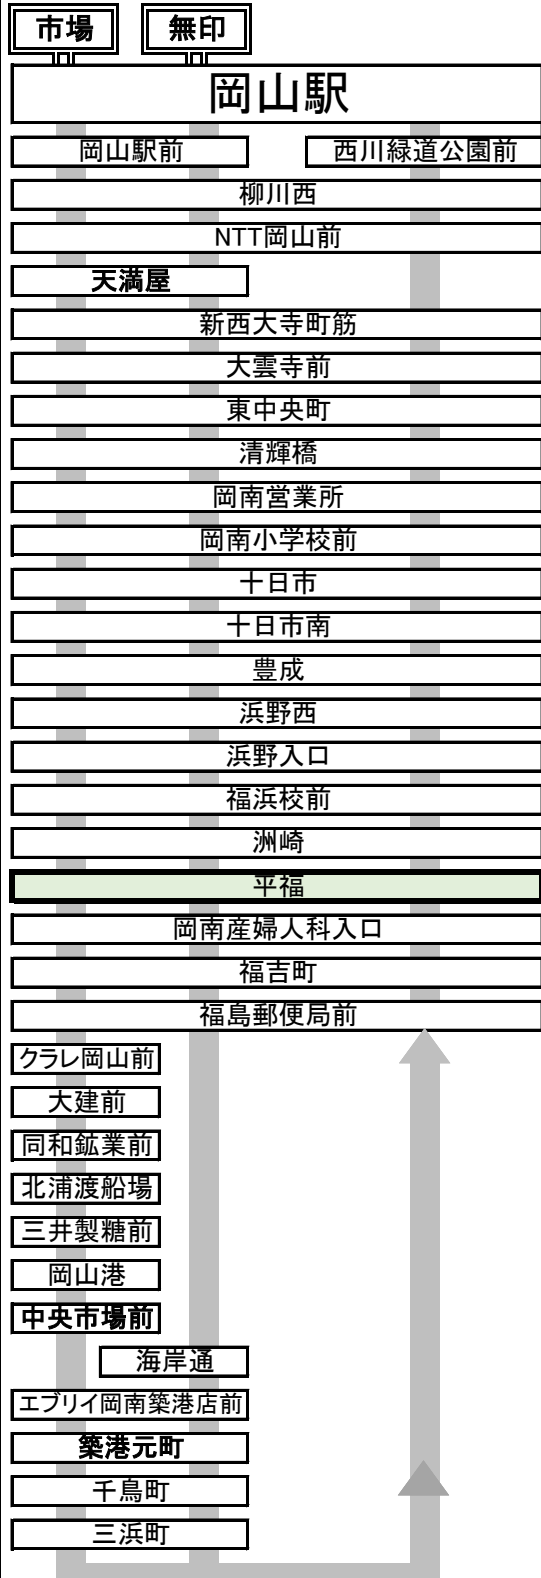 市場 無印
岡山駅
岡山駅前 西川緑道公園前
柳川西
NTT岡山前
天満屋
新西大寺町筋
大雲寺前
東中央町
清輝橋
岡南営業所
岡南小学校前
十日市
十日市南
豊成
浜野西
浜野入口
福浜校前
洲崎
平福
岡南産婦人科入口
福吉町
福島郵便局前
クラレ岡山前
大建前
同和鉱業前
北浦渡船場
三井製糖前
岡山港
中央市場前
海岸通
エブリイ岡南築港店前
築港元町
千鳥町
三浜町